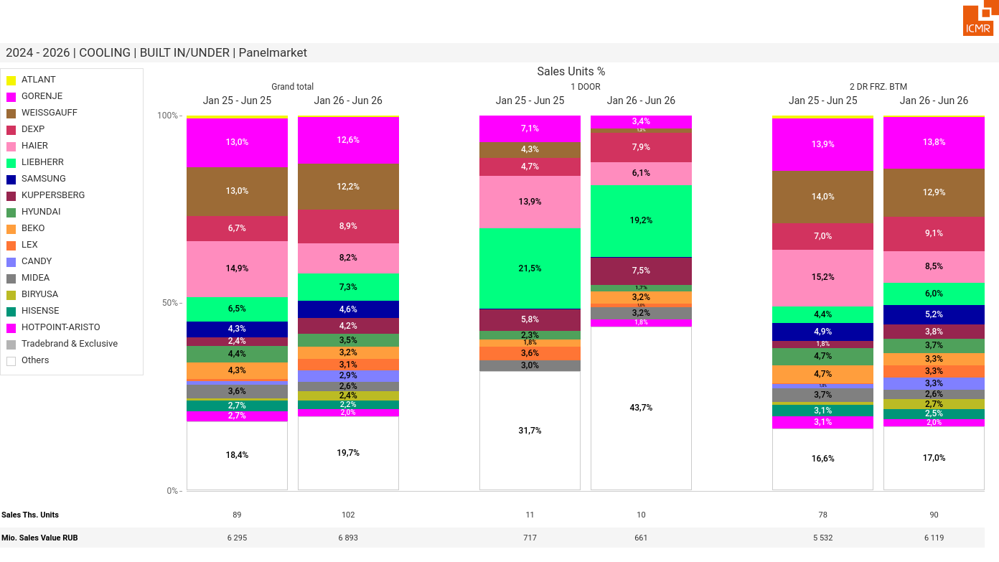 ICMR
2024 - 2026 | COOLING | BUILT IN/UNDER | Panelmarket
Sales Units %
Grand total
1 DOOR
2 DR FRZ. BTM
Jan 25 - Jun 25
Jan 26 - Jun 26
Jan 25 - Jun 25
Jan 26 - Jun 26
Jan 25 - Jun 25
Jan 26 - Jun 26
ATLANT
GORENJE
WEISSGAUFF
DEXP
HAIER
LIEBHERR
SAMSUNG
KUPPERSBERG
HYUNDAI
BEKO
LEX
CANDY
MIDEA
BIRYUSA
HISENSE
HOTPOINT-ARISTO
Tradebrand & Exclusive
Others
100%
50%
0%
13,0%
13,0%
6,7%
14,9%
6,5%
4,3%
2,4%
4,4%
4,3%
3,6%
2,7%
2,7%
18,4%
12,6%
12,2%
8,9%
8,2%
7,3%
4,6%
4,2%
3,5%
3,2%
3,1%
2,9%
2,6%
2,4%
2,2%
2,0%
19,7%
7,1%
4,3%
4,7%
13,9%
21,5%
5,8%
2,3%
1,8%
3,6%
3,0%
31,7%
3,4%
7,9%
6,1%
19,2%
7,5%
1,7%
3,2%
1,0%
3,2%
1,8%
43,7%
13,9%
14,0%
7,0%
15,2%
4,4%
4,9%
1,8%
4,7%
4,7%
3,7%
3,1%
3,1%
16,6%
13,8%
12,9%
9,1%
8,5%
6,0%
5,2%
3,8%
3,7%
3,3%
3,3%
3,3%
2,6%
2,7%
2,5%
2,0%
17,0%
Sales Ths. Units 89 102 11 10 78 90
Mio. Sales Value RUB 6 295 6 893 717 661 5 532 6 119